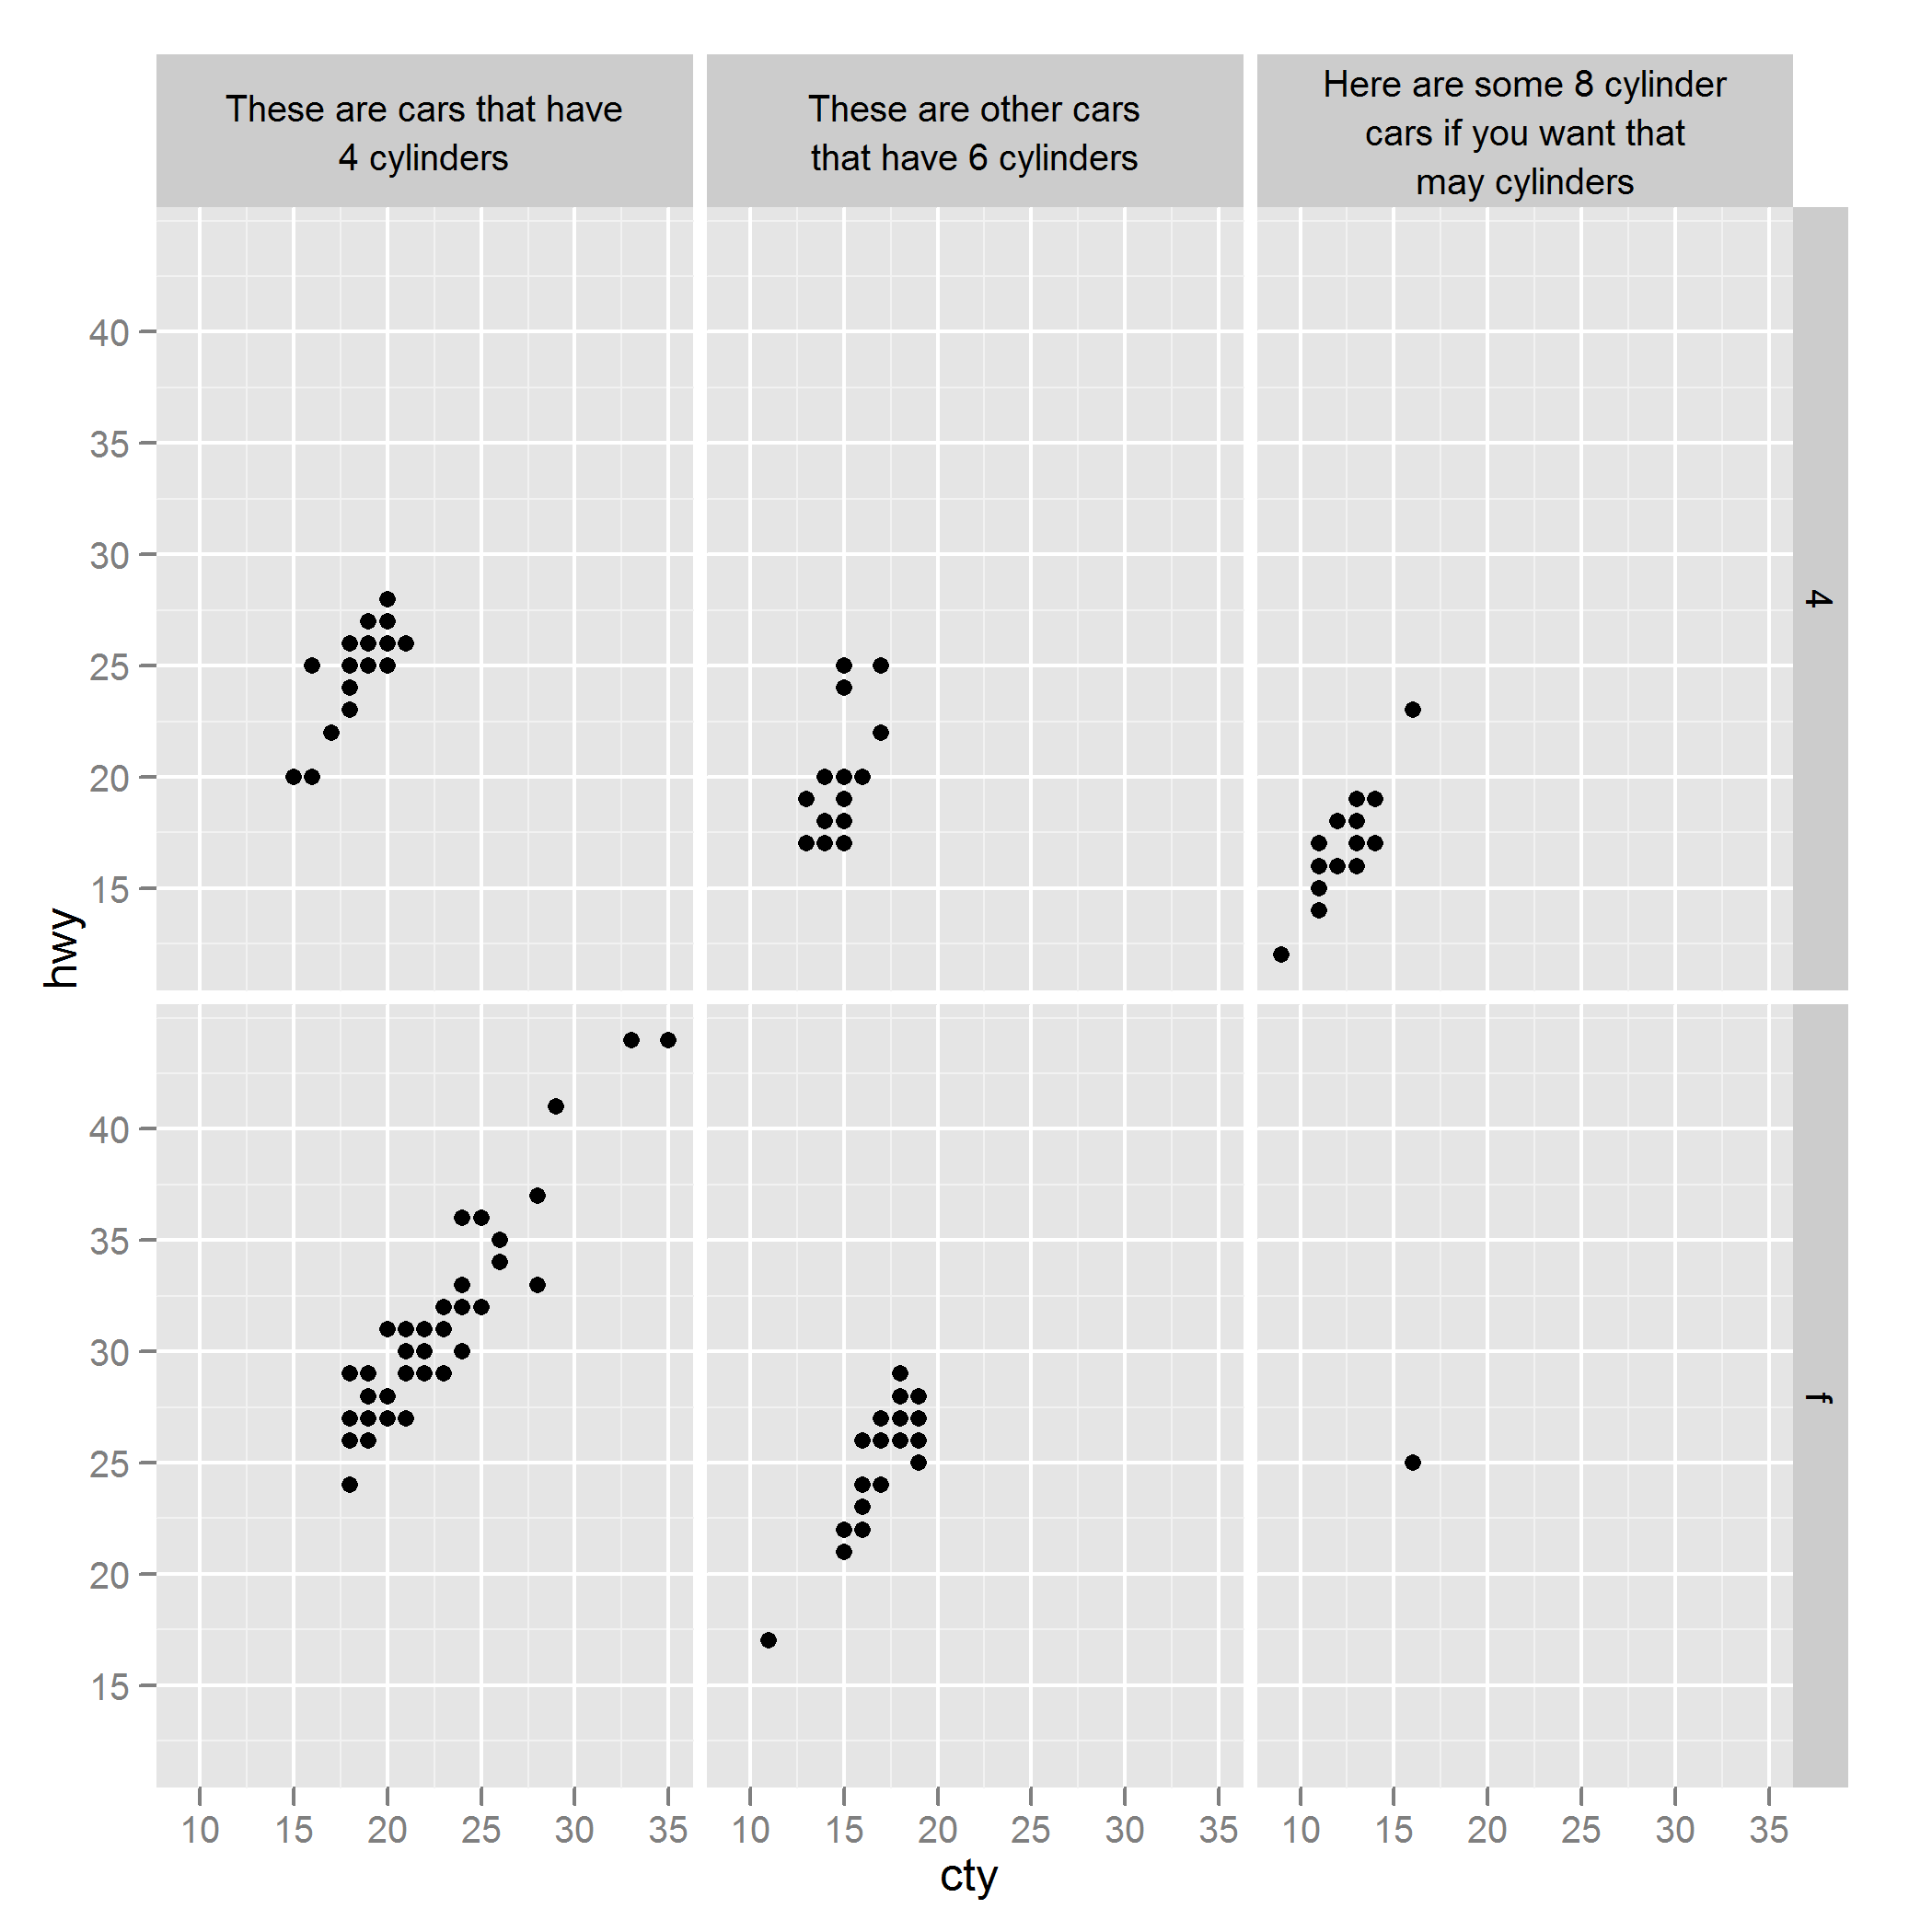 These are cars that have
4 cylinders
These are other cars
that have 6 cylinders
Here are some 8 cylinder
cars if you want that
may cylinders
40
35
30
25
20
15
4
hwy
40
35
30
25
20
15
f
10 15 20 25 30 35 10 15 20 25 30 35 10 15 20 25 30 35
cty